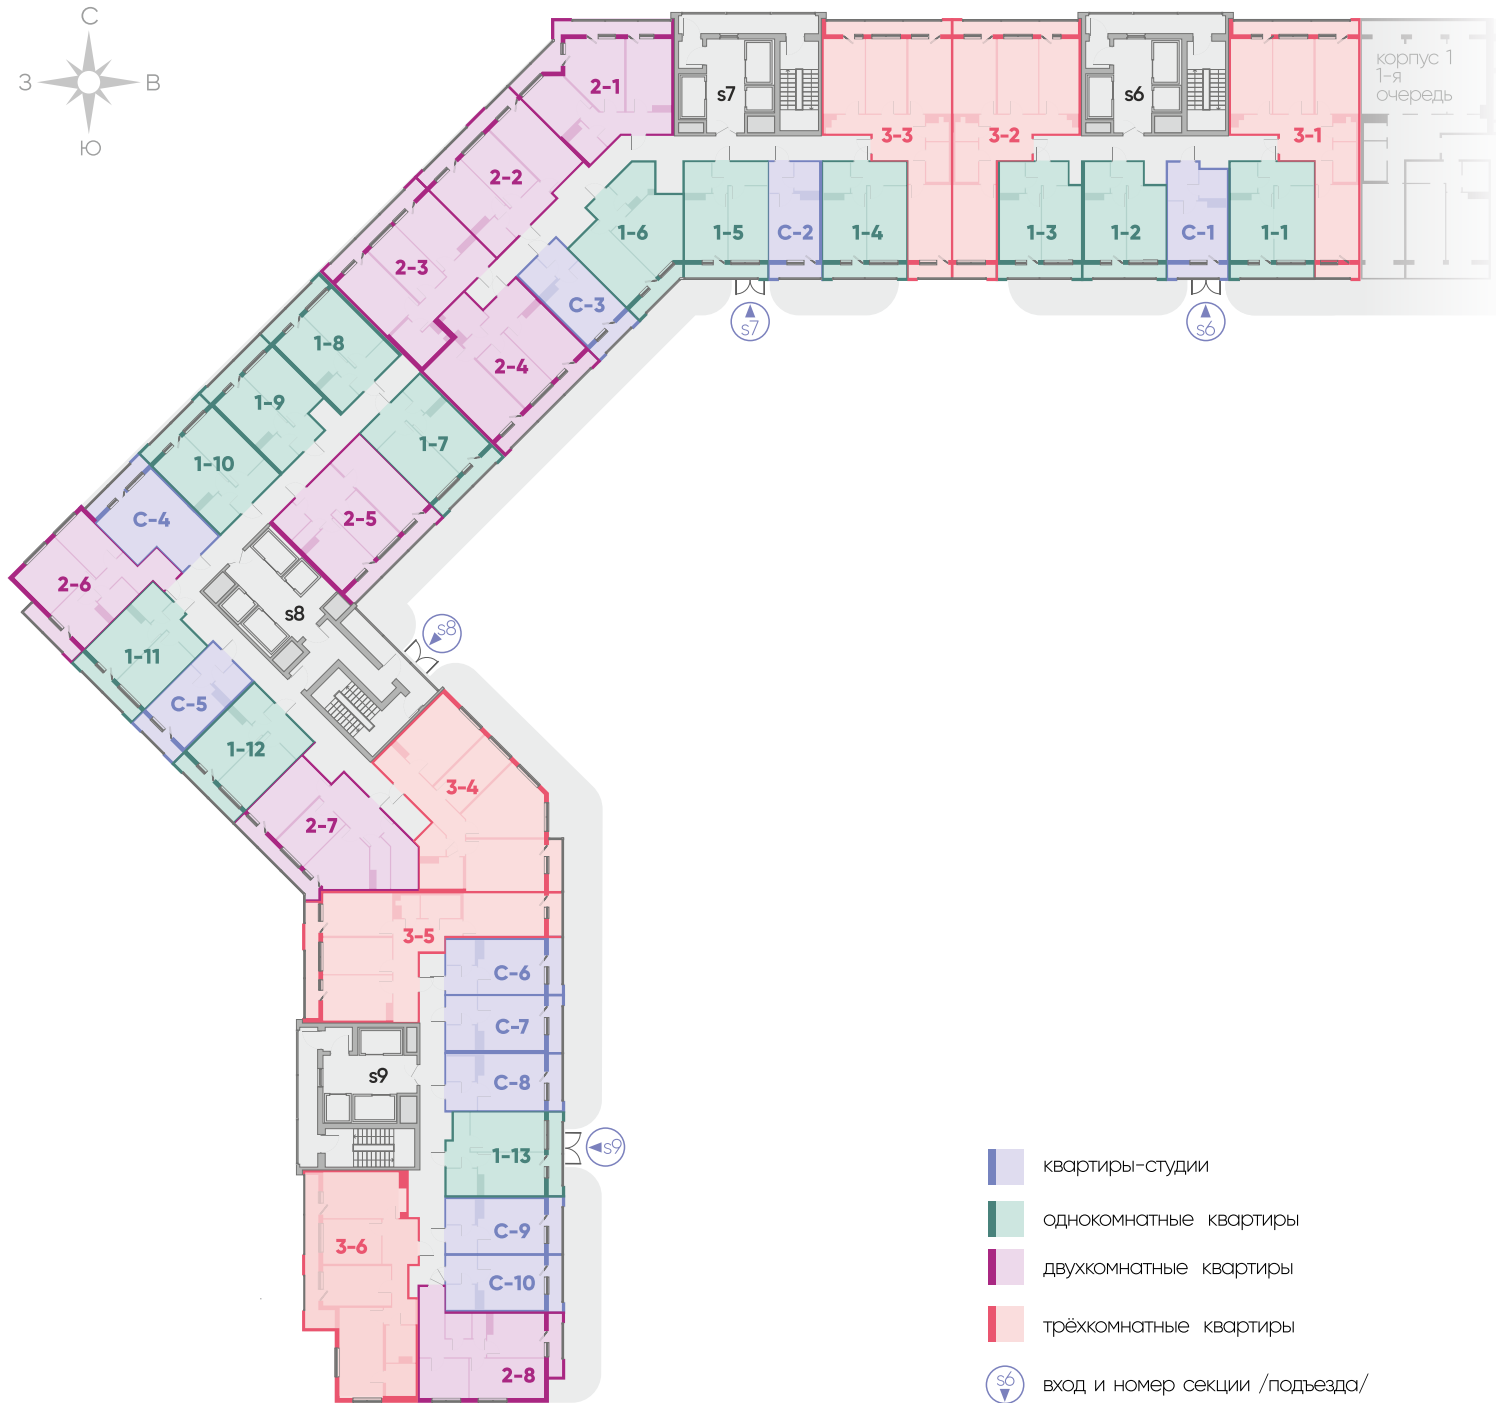 С
З
В
Ю
корпус 1
1-я
очередь
2-1
s7
s6
3-3
3-2
3-1
2-2
1-6
1-5
С-2
1-4
1-3
1-2
С-1
1-1
2-3
С-3
s7
s6
1-8
2-4
1-9
1-7
1-10
С-4
2-5
2-6
s8
s8
1-11
С-5
1-12
3-4
2-7
3-5
С-6
С-7
s9
С-8
1-13
s9
С-9
3-6
С-10
2-8
квартиры-студии
однокомнатные квартиры
двухкомнатные квартиры
трёхкомнатные квартиры
s6
вход и номер секции /подъезда/